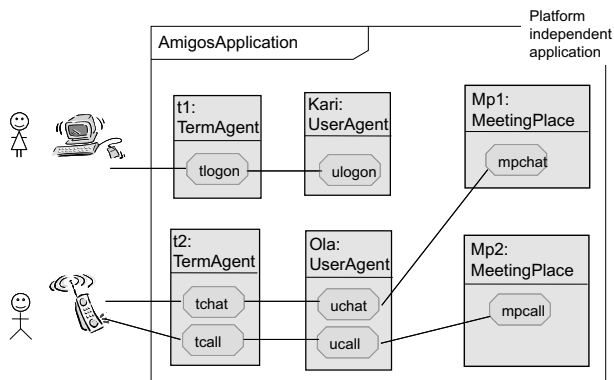 Platform
independent
application
AmigosApplication
t1:
TermAgent
Kari:
UserAgent
Mp1:
MeetingPlace
tlogon
ulogon
mpchat
t2:
TermAgent
Ola:
UserAgent
Mp2:
MeetingPlace
tchat
uchat
mpcall
tcall
ucall